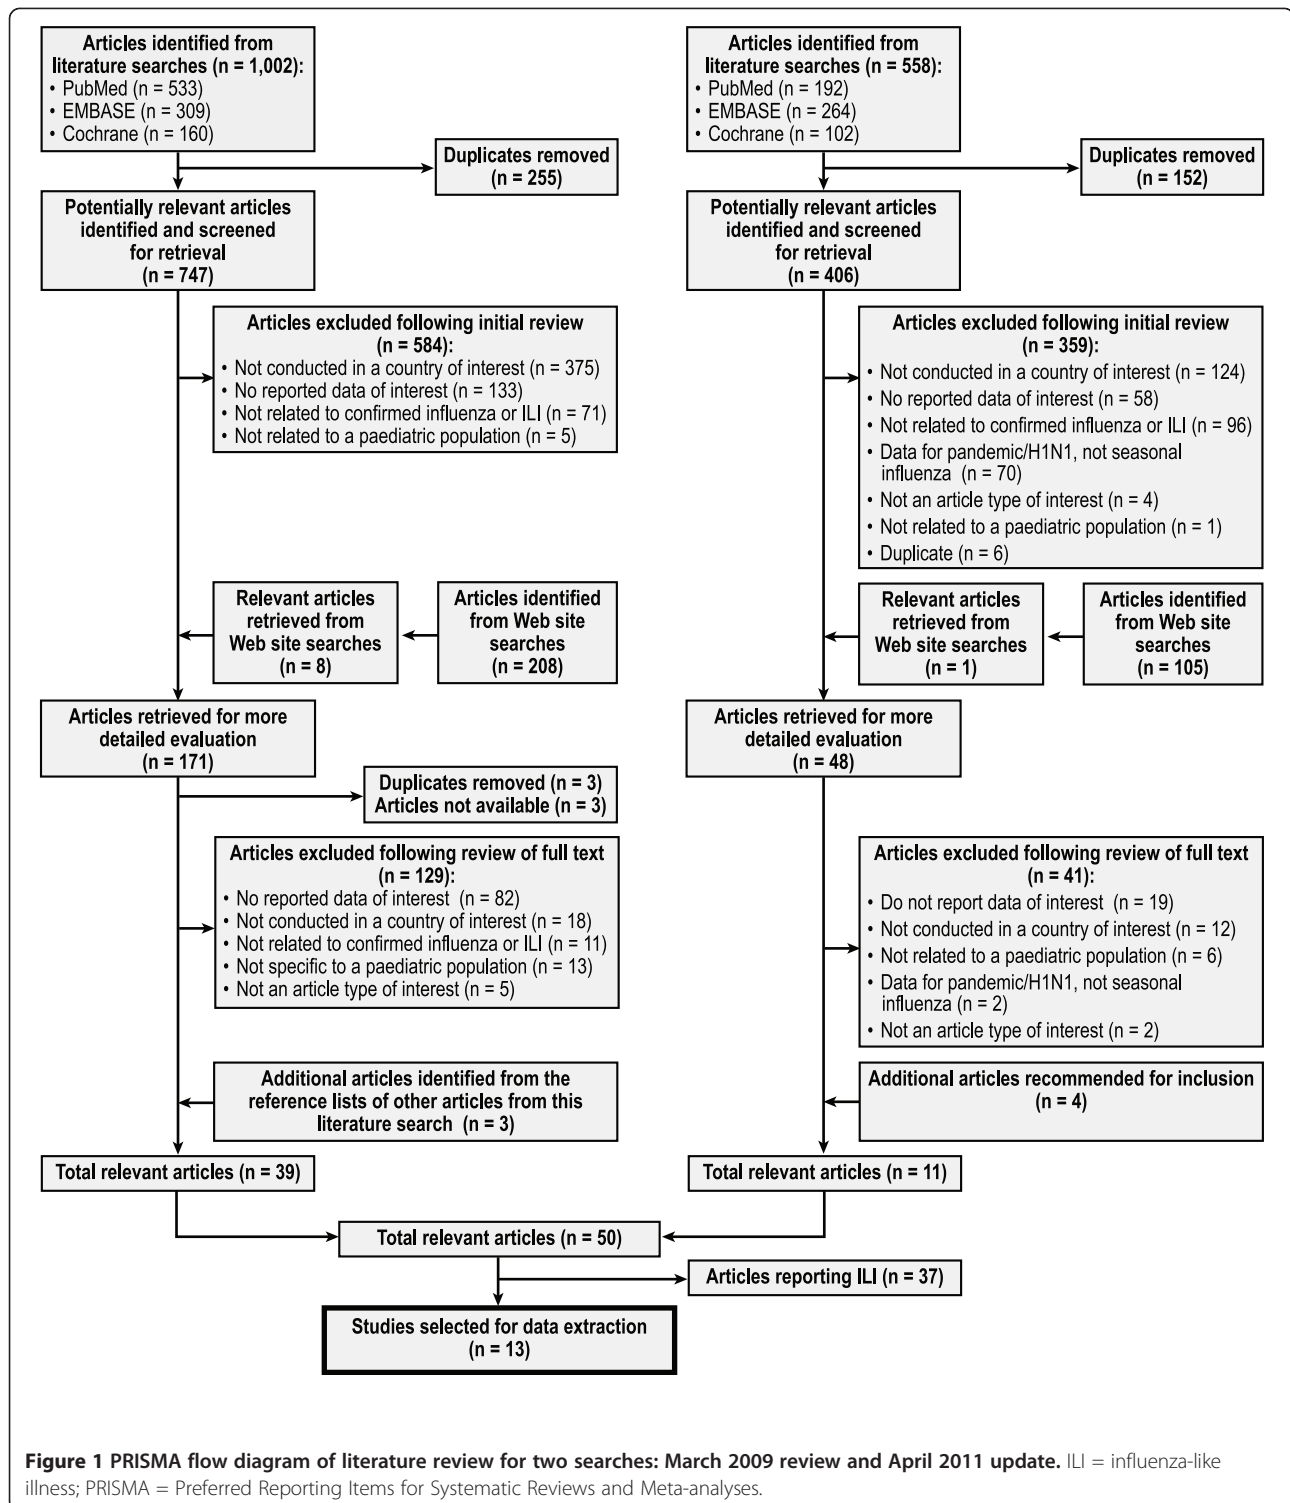 Articles identified from
literature searches (n = 1,002):
• PubMed (n = 533)
• EMBASE (n = 309)
• Cochrane (n = 160)
Duplicates removed
(n = 255)
Potentially relevant articles
identified and screened
for retrieval
(n = 747)
Articles excluded following initial review
(n = 584):
• Not conducted in a country of interest (n = 375)
• No reported data of interest (n = 133)
• Not related to confirmed influenza or ILI (n = 71)
• Not related to a paediatric population (n = 5)
Relevant articles
retrieved from
Web site searches
(n = 8)
Articles identified
from Web site
searches
(n = 208)
Articles retrieved for more
detailed evaluation
(n = 171)
Duplicates removed (n = 3)
Articles not available (n = 3)
Articles excluded following review of full text
(n = 129):
• No reported data of interest (n = 82)
• Not conducted in a country of interest (n = 18)
• Not related to confirmed influenza or ILI (n = 11)
• Not specific to a paediatric population (n = 13)
• Not an article type of interest (n = 5)
Additional articles identified from the
reference lists of other articles from this
literature search (n = 3)
Total relevant articles (n = 39)
Articles identified from
literature searches (n = 558):
• PubMed (n = 192)
• EMBASE (n = 264)
• Cochrane (n = 102)
Duplicates removed
(n = 152)
Potentially relevant articles
identified and screened
for retrieval
(n = 406)
Articles excluded following initial review
(n = 359):
• Not conducted in a country of interest (n = 124)
• No reported data of interest (n = 58)
• Not related to confirmed influenza or ILI (n = 96)
• Data for pandemic/H1N1, not seasonal
influenza (n = 70)
• Not an article type of interest (n = 4)
• Not related to a paediatric population (n = 1)
• Duplicate (n = 6)
Relevant articles
retrieved from
Web site searches
(n = 1)
Articles identified
from Web site
searches
(n = 105)
Articles retrieved for more
detailed evaluation
(n = 48)
Articles excluded following review of full text
(n = 41):
• Do not report data of interest (n = 19)
• Not conducted in a country of interest (n = 12)
• Not related to a paediatric population (n = 6)
• Data for pandemic/H1N1, not seasonal
influenza (n = 2)
• Not an article type of interest (n = 2)
Additional articles recommended for inclusion
(n = 4)
Total relevant articles (n = 11)
Total relevant articles (n = 50)
Articles reporting ILI (n = 37)
Studies selected for data extraction
(n = 13)
Figure 1 PRISMA flow diagram of literature review for two searches: March 2009 review and April 2011 update. ILI = influenza-like
illness; PRISMA = Preferred Reporting Items for Systematic Reviews and Meta-analyses.